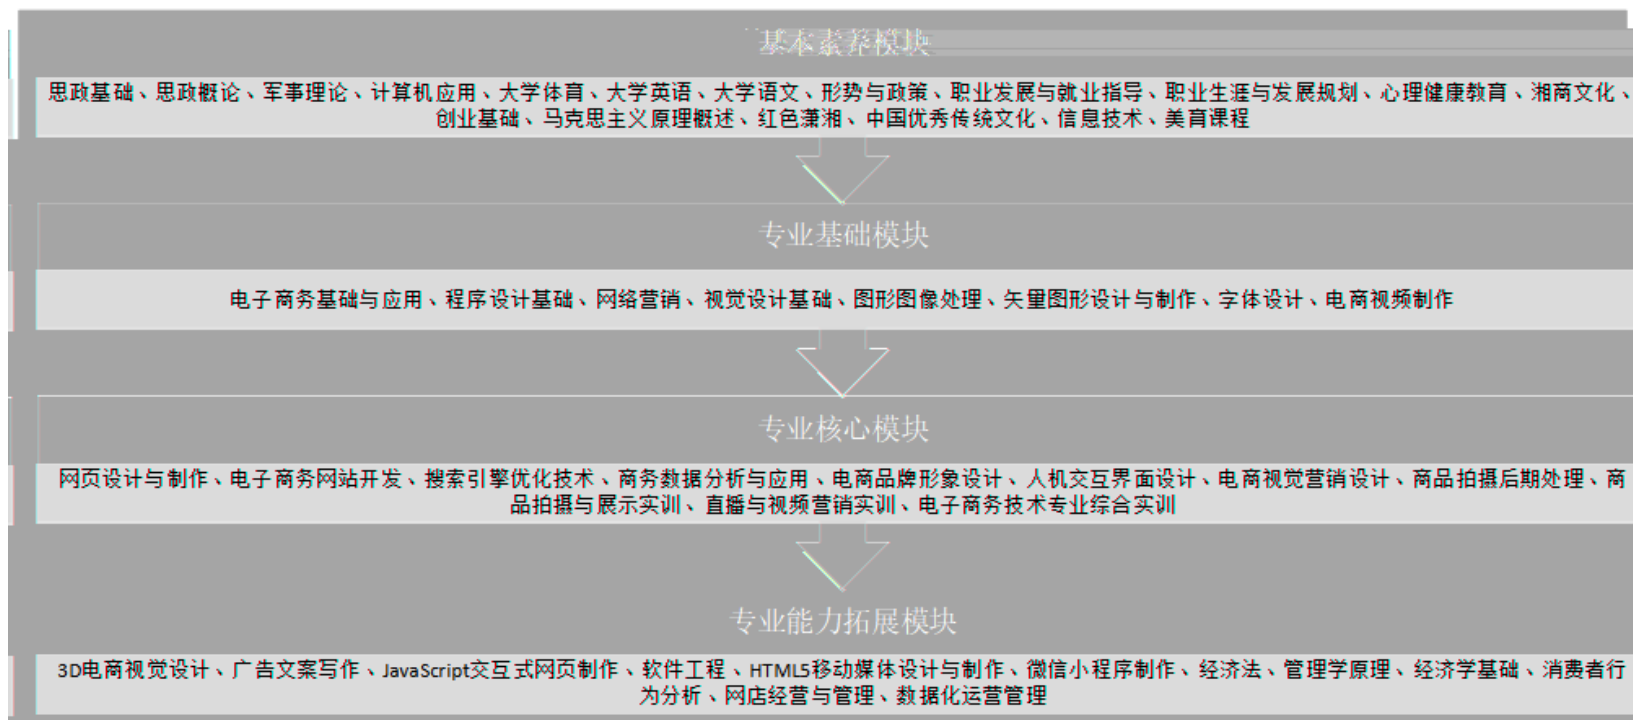 基本素养模块
思政基础、思政概论、军事理论、计算机应用、大学体育、大学英语、大学语文、形势与政策、职业发展与就业指导、职业生涯与发展规划、心理健康教育、湘商文化、
创业基础、马克思主义原理概述、红色潇湘、中国优秀传统文化、信息技术、美育课程
专业基础模块
电子商务基础与应用、程序设计基础、网络营销、视觉设计基础、图形图像处理、矢量图形设计与制作、字体设计、电商视频制作
专业核心模块
网页设计与制作、电子商务网站开发、搜索引擎优化技术、商务数据分析与应用、电商品牌形象设计、人机交互界面设计、电商视觉营销设计、商品拍摄后期处理、商
品拍摄与展示实训、直播与视频营销实训、电子商务技术专业综合实训
专业能力拓展模块
3D电商视觉设计、广告文案写作、JavaScript交互式网页制作、软件工程、HTML5移动媒体设计与制作、微信小程序制作、经济法、管理学原理、经济学基础、消费者行
为分析、网店经营与管理、数据化运营管理